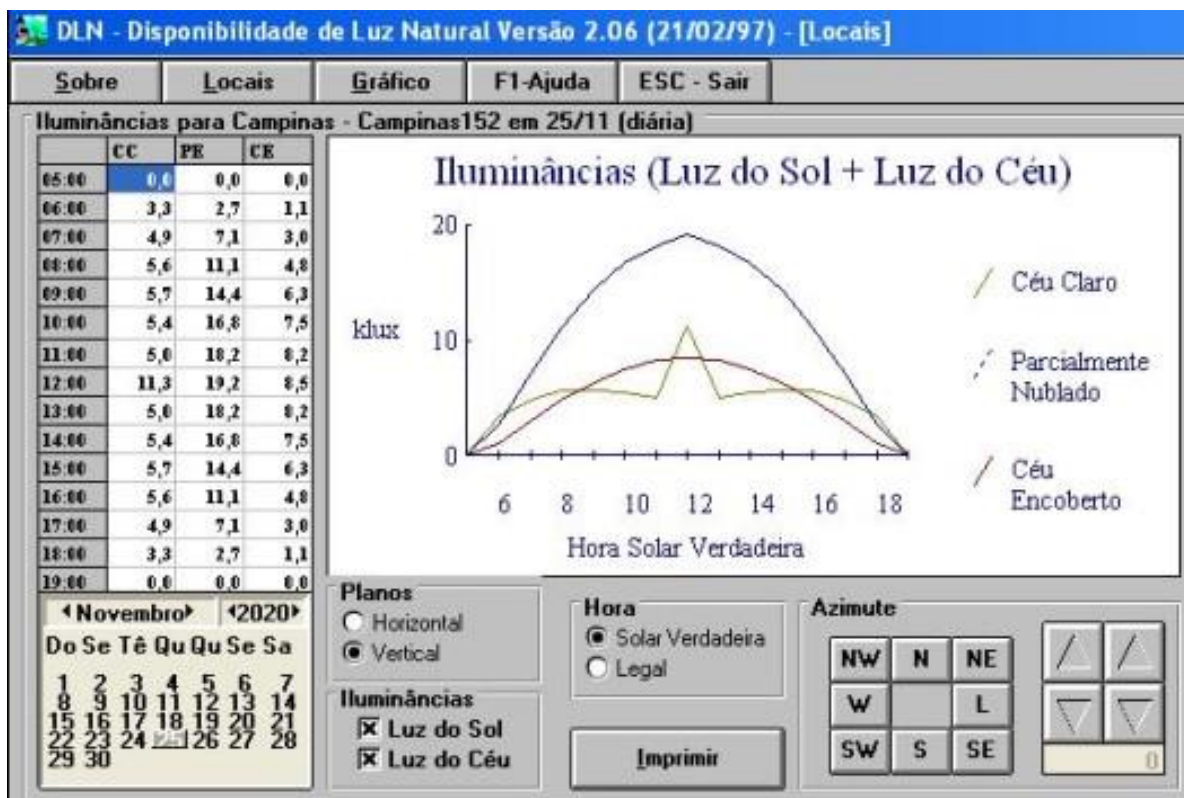 DLN - Disponibilidade de Luz Natural Versão 2.06 (21/02/97) - [Locais]
Sobre Locais Gráfico F1-Ajuda ESC - Sair
Iluminâncias para Campinas - Campinas152 em 25/11 (diária)
CC PE CE
05:00 0,0 0,0 0,0
06:00 3,3 2,7 1,1
07:00 4,9 7,1 3,0
08:00 5,6 11,1 4,8
09:00 5,7 14,4 6,3
10:00 5,4 16,8 7,5
11:00 5,0 18,2 8,2
12:00 11,3 19,2 8,5
13:00 5,0 18,2 8,2
14:00 5,4 16,8 7,5
15:00 5,7 14,4 6,3
16:00 5,6 11,1 4,8
17:00 4,9 7,1 3,0
18:00 3,3 2,7 1,1
19:00 0,0 0,0 0,0
Novembro 2020
Do Se Tê Qu Qu Se Sa
1 2 3 4 5 6 7
8 9 10 11 12 13 14
15 16 17 18 19 20 21
22 23 24 25 26 27 28
29 30
Iluminâncias (Luz do Sol + Luz do Céu)
20
klux 10
0
6 8 10 12 14 16 18
Hora Solar Verdadeira
Céu Claro
Parcialmente
Nublado
Céu
Encoberto
Planos
Horizontal
Vertical
Iluminâncias
Luz do Sol
Luz do Céu
Hora
Solar Verdadeira
Legal
Imprimir
Azimute
NW N NE
W L
SW S SE
0